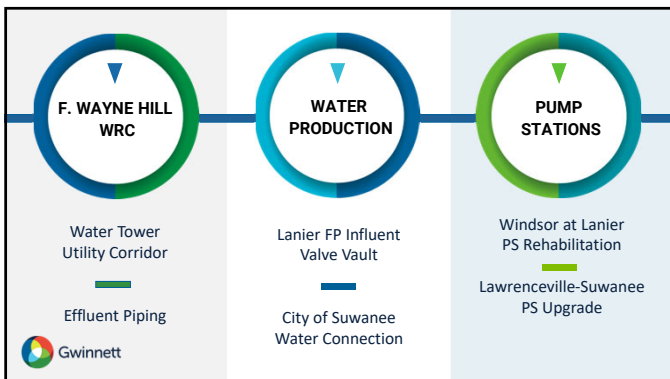 F. WAYNE HILL
WRC
Water Tower
Utility Corridor
Effluent Piping
WATER
PRODUCTION
Lanier FP Influent
Valve Vault
City of Suwanee
Water Connection
PUMP
STATIONS
Windsor at Lanier
PS Rehabilitation
Lawrenceville-Suwanee
PS Upgrade
Gwinnett